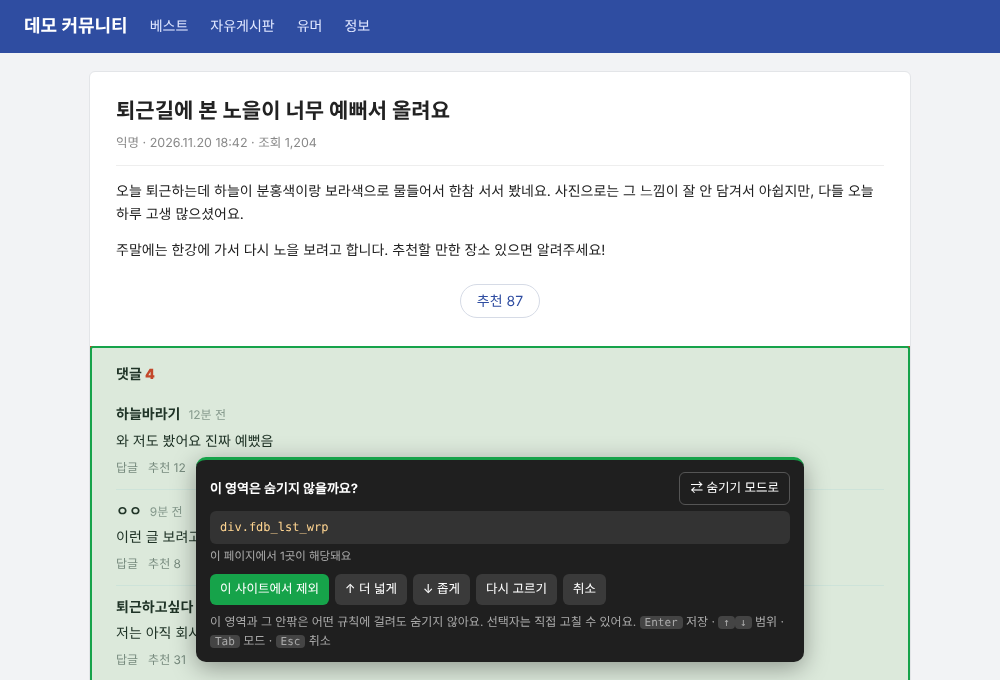 데모 커뮤니티 베스트 자유게시판 유머 정보
퇴근길에 본 노을이 너무 예뻐서 올려요
익명 · 2026.11.20 18:42 · 조회 1,204
오늘 퇴근하는데 하늘이 분홍색이랑 보라색으로 물들어서 한참 서서 봤네요. 사진으로는 그 느낌이 잘 안 담겨서 아쉽지만, 다들 오늘
하루 고생 많으셨어요.
주말에는 한강에 가서 다시 노을 보려고 합니다. 추천할 만한 장소 있으면 알려주세요!
추천 87
댓글 4
하늘바라기 12분 전
와 저도 봤어요 진짜 예뻤음
답글 추천 12
ㅇㅇ 9분 전
이런 글 보려고
답글 추천 8
퇴근하고싶다
저는 아직 회사
답글 추천 31
이 영역은 숨기지 않을까요?
⇄ 숨기기 모드로
div.fdb_lst_wrp
이 페이지에서 1곳이 해당돼요
이 사이트에서 제외 ↑ 더 넓게 ↓ 좁게 다시 고르기 취소
이 영역과 그 안팎은 어떤 규칙에 걸려도 숨기지 않아요. 선택자는 직접 고칠 수 있어요. Enter 저장 · ↑ ↓ 범위 ·
Tab 모드 · Esc 취소